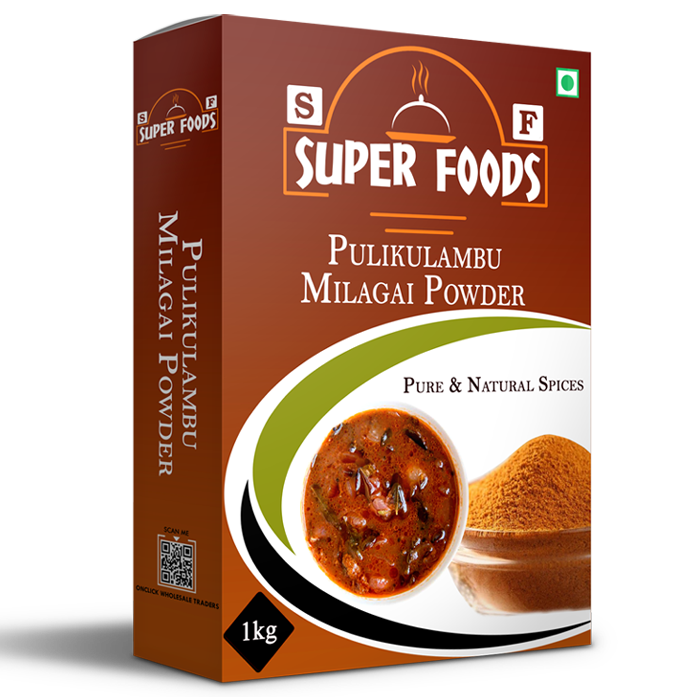 S
F
SUPER FOODS
PULIKULAMBU
MILAGAI POWDER
PURE & NATURAL SPICES
1kg
S
F
SUPER FOODS
PULIKULAMBU
MILAGAI POWDER
SCAN ME
ONCLICK WHOLESALE TRADERS